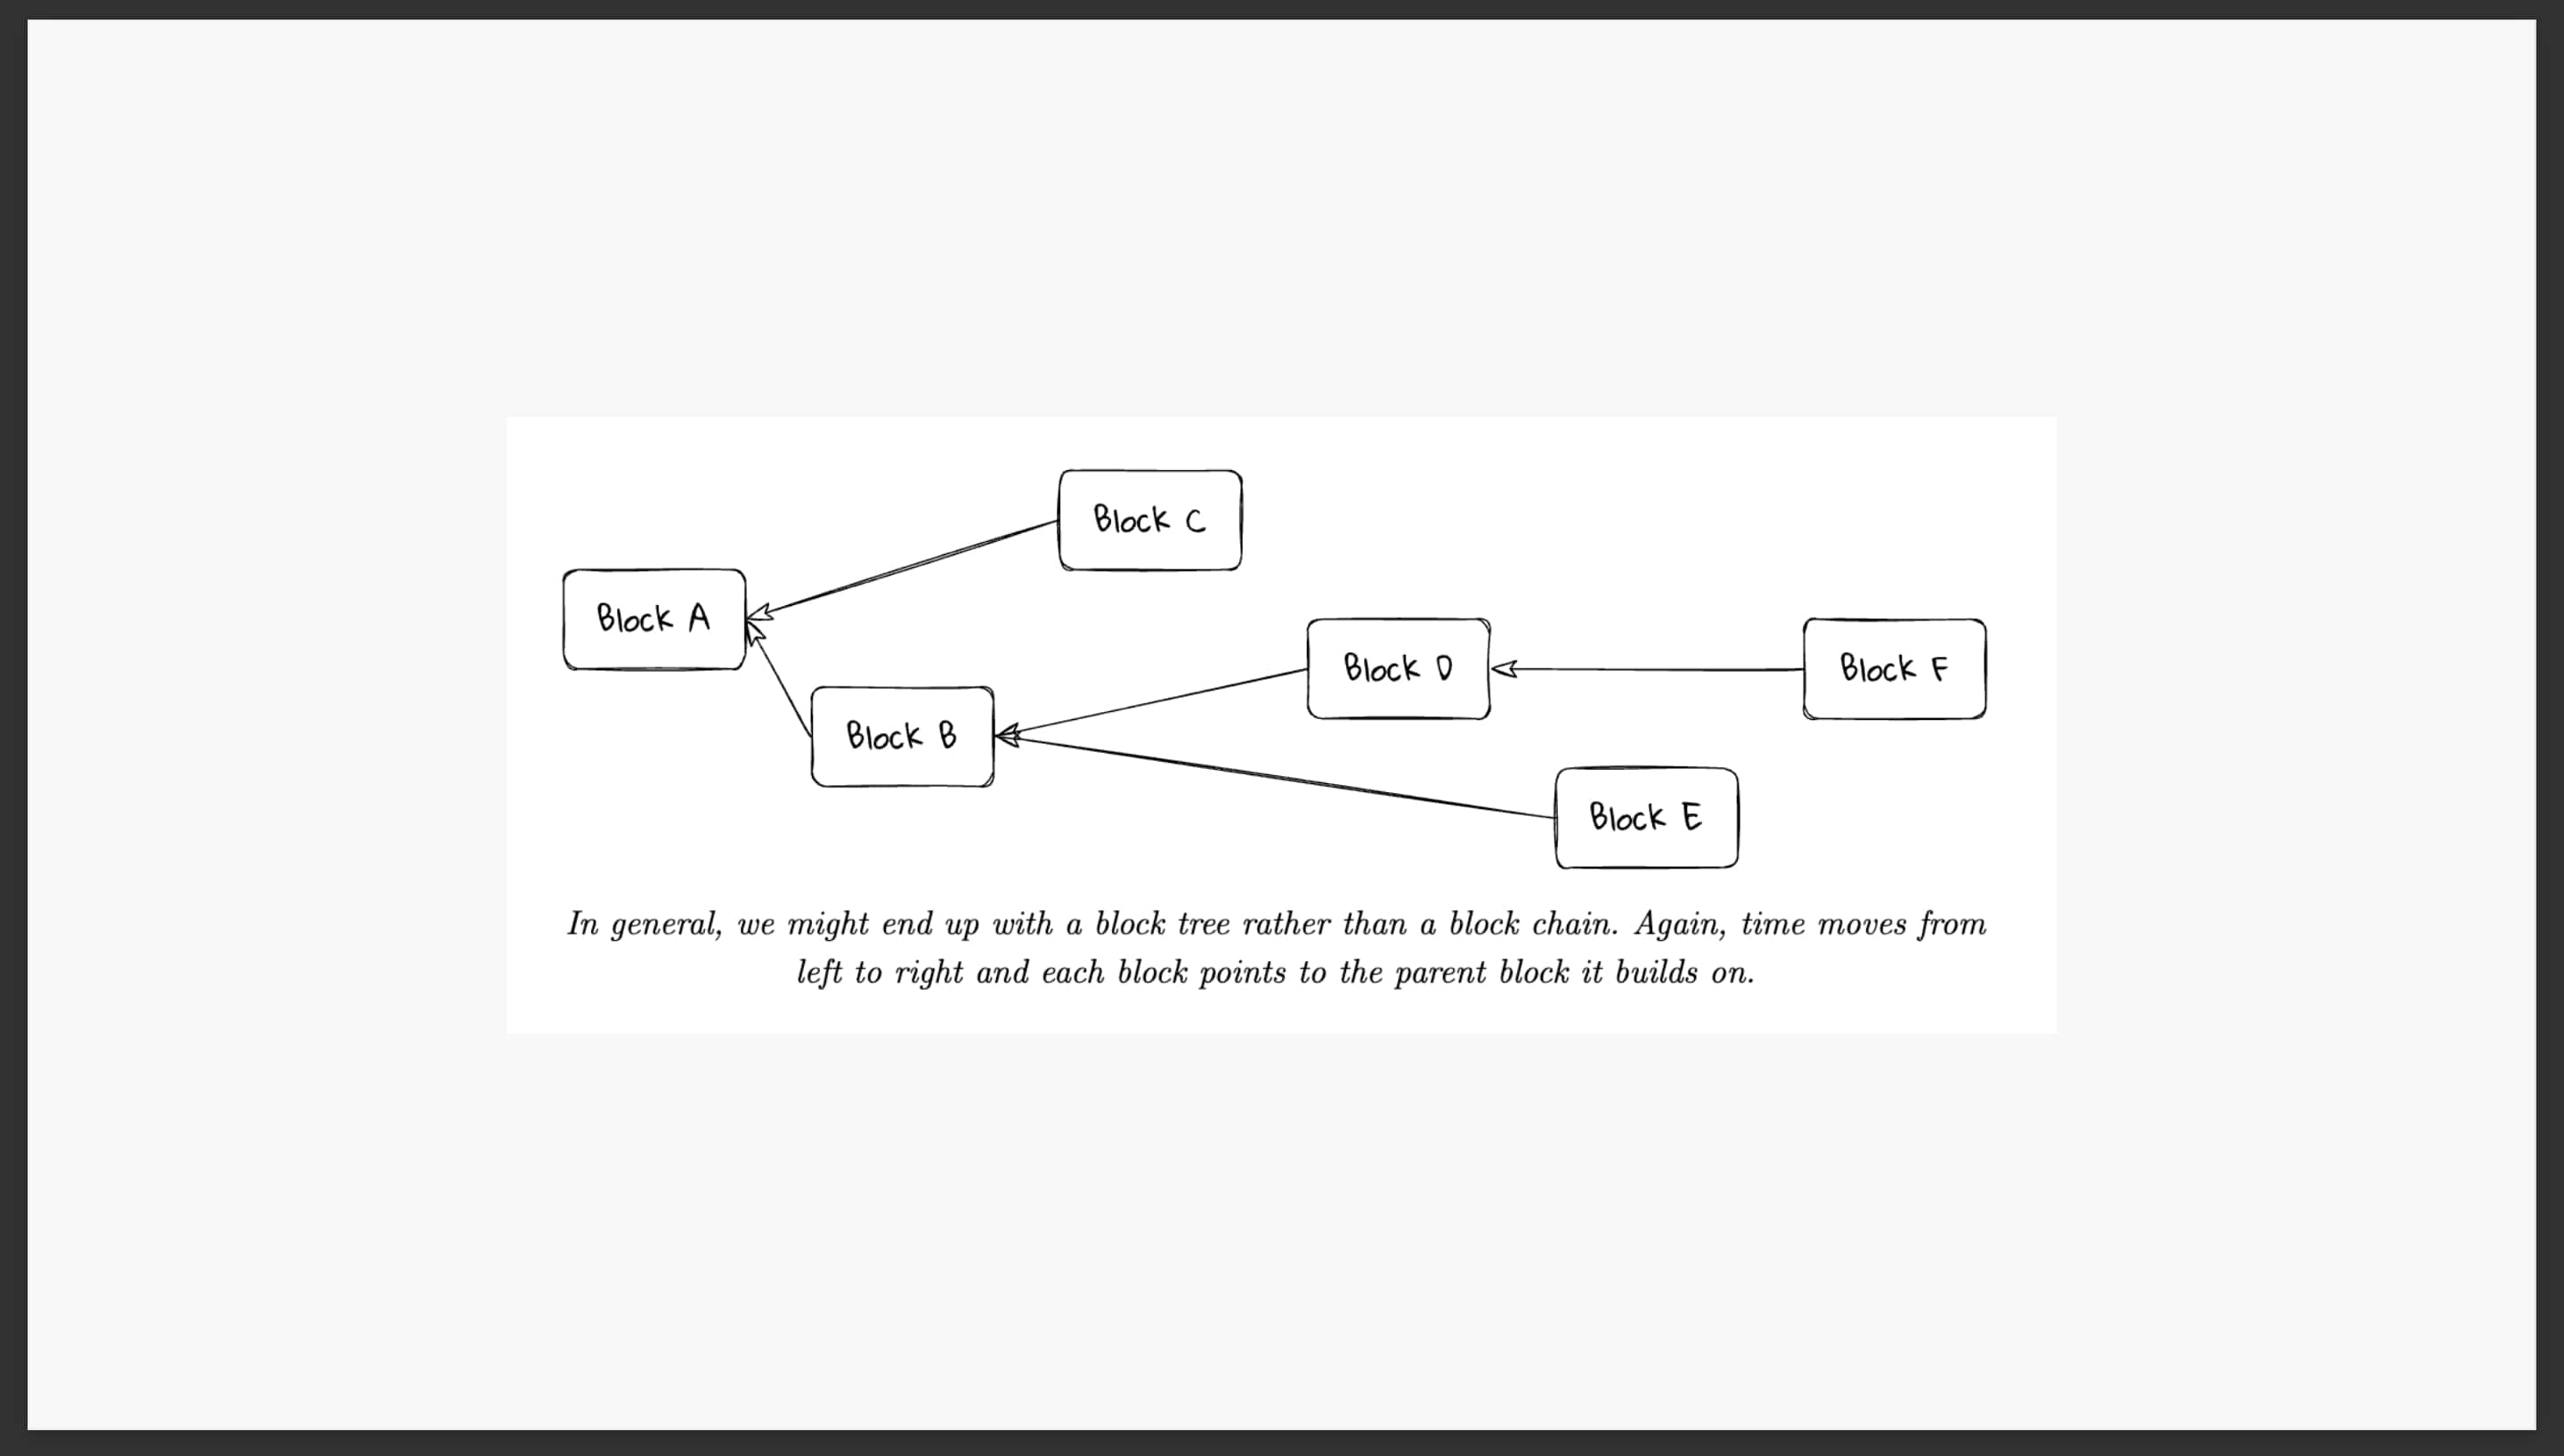 Block C
Block A
Block D
Block F
Block B
Block E
In general, we might end up with a block tree rather than a block chain. Again, time moves from
left to right and each block points to the parent block it builds on.